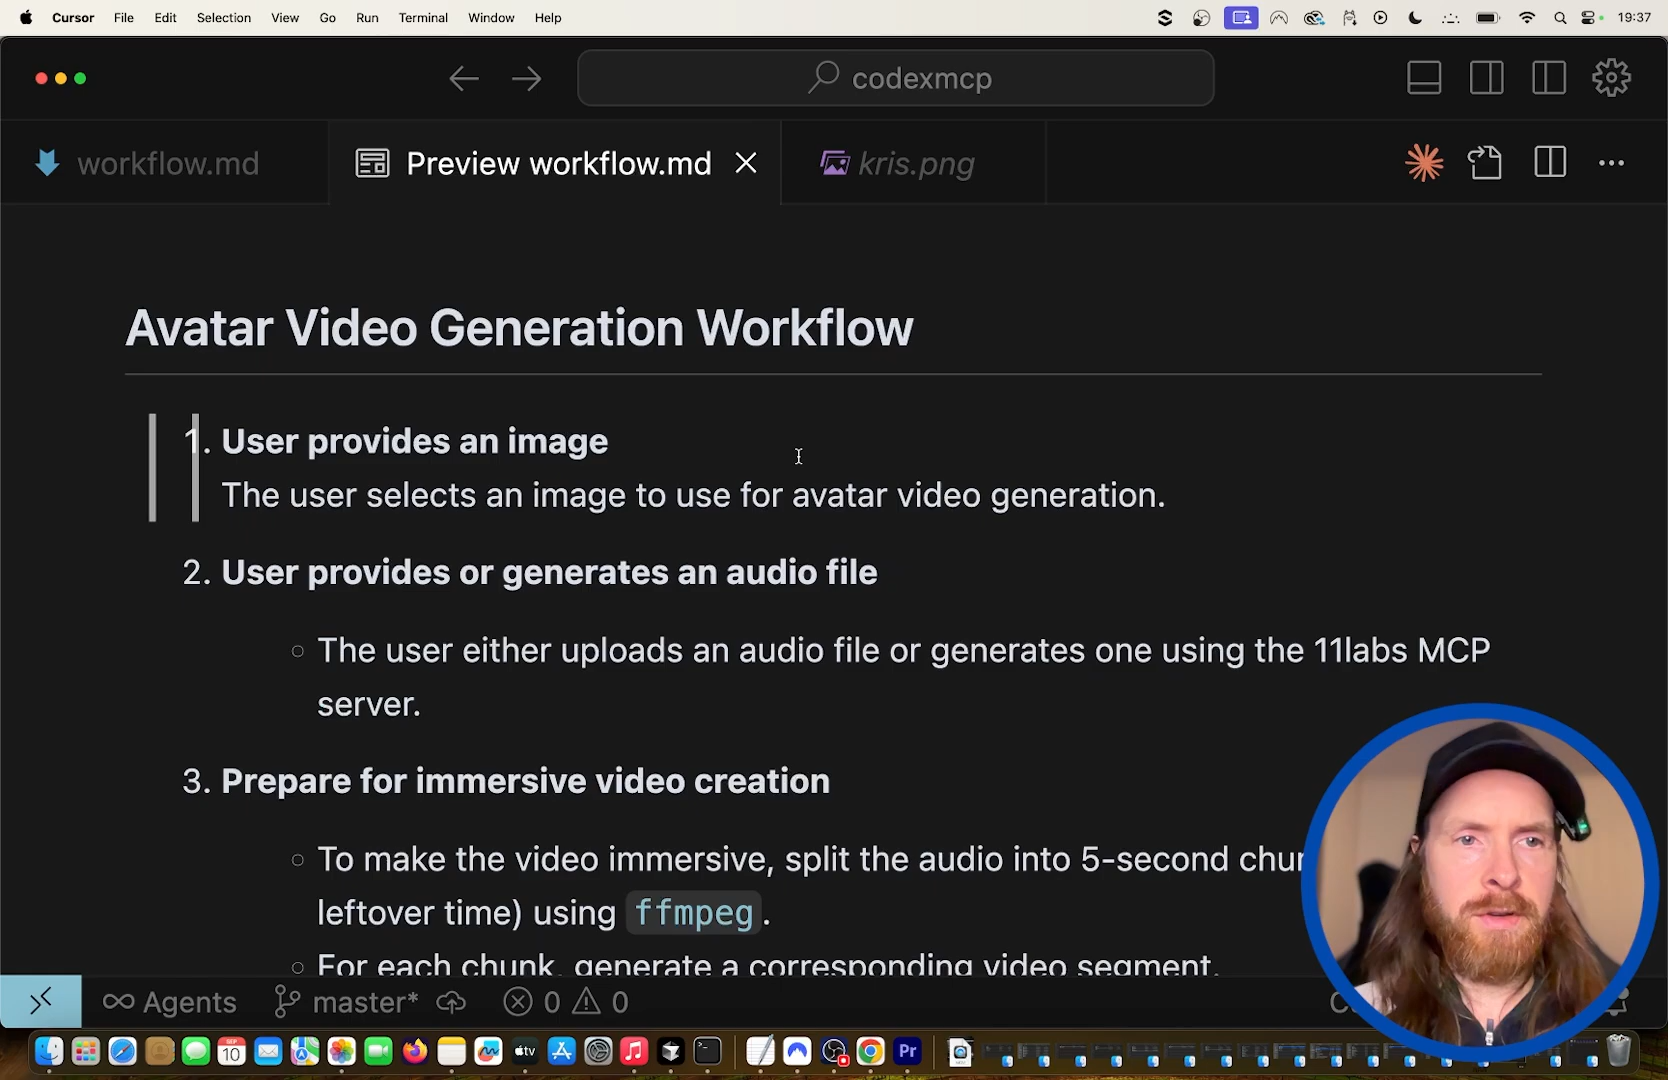 Cursor File Edit Selection View Go Run Terminal Window Help 19:37
codexmcp
workflow.md Preview workflow.md kris.png
Avatar Video Generation Workflow
1. User provides an image
The user selects an image to use for avatar video generation.
2. User provides or generates an audio file
The user either uploads an audio file or generates one using the 11labs MCP
server.
3. Prepare for immersive video creation
To make the video immersive, split the audio into 5-second
leftover time) using ffmpeg.
For each chunk, generate a corresponding video segment.
Agents master* 0 0
SEP
10
tv
Pr